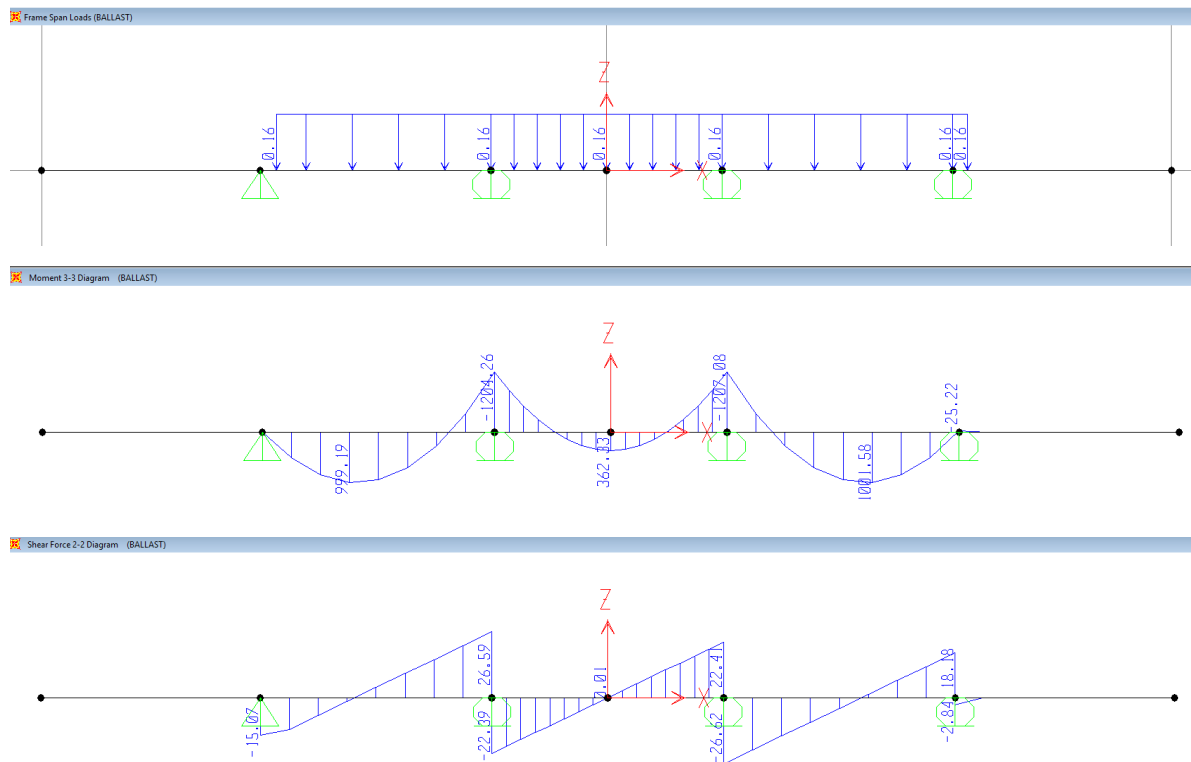 Frame Span Loads (BALLAST)
Z
0.16
0.16
0.16
0.16
0.16
0.16
X
Moment 3-3 Diagram (BALLAST)
Z
-1204.26
-1207.08
-25.22
X
999.19
362.33
1001.58
Shear Force 2-2 Diagram (BALLAST)
Z
26.59
0.01
22.41
18.18
X
-15.07
-22.39
-26.62
-2.84